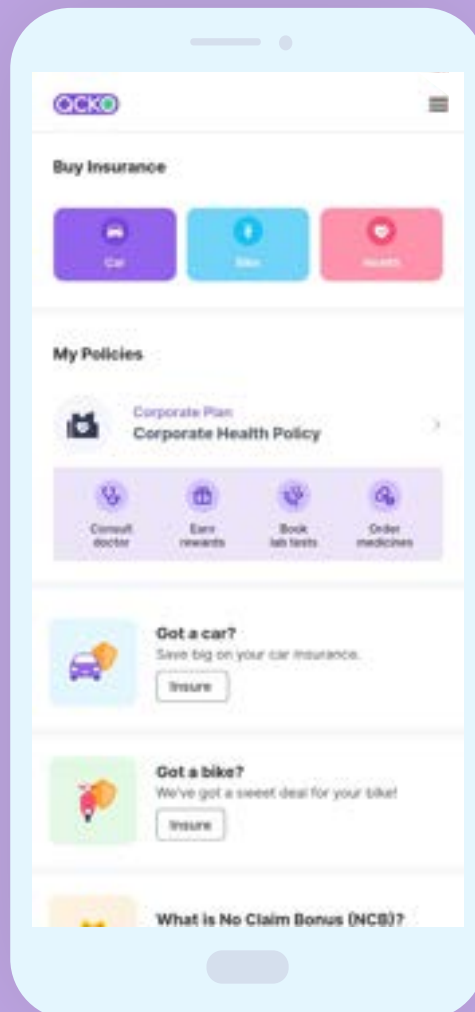 ACKO
Buy Insurance
Car
Bike
Health
My Policies
Corporate Plan
Corporate Health Policy
Consult
doctor
Earn
rewards
Book
lab tests
Order
medicines
Got a car?
Save big on your car insurance.
Insure
Got a bike?
We've got a sweet deal for your bike!
Insure
What is No Claim Bonus (NCB)?